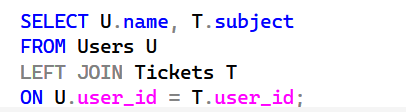 SELECT U.name, T.subject
FROM Users U
LEFT JOIN Tickets T
ON U.user_id = T.user_id;